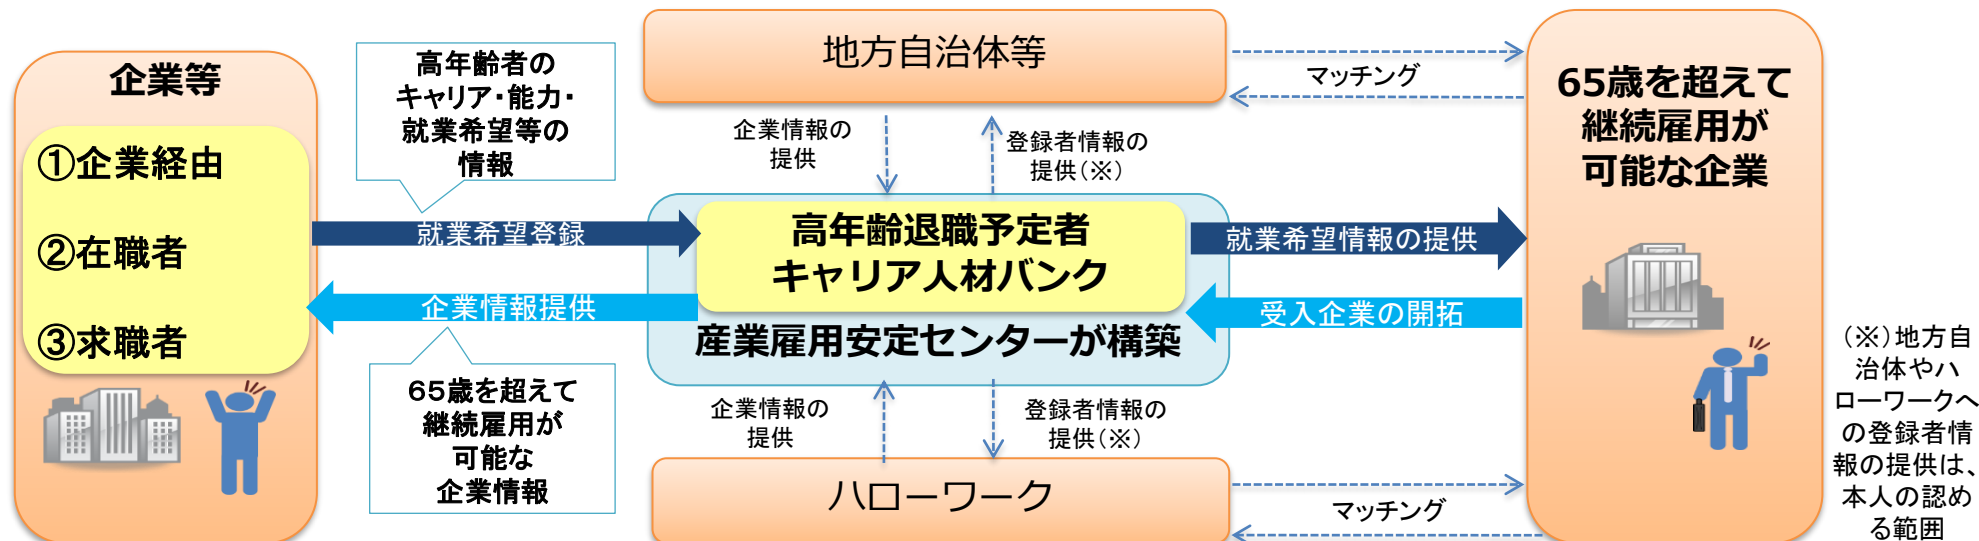 企業等
①企業経由
②在職者
③求職者
高年齢者の
キャリア・能力・
就業希望等の
情報
就業希望登録
企業情報提供
65歳を超えて
継続雇用が
可能な
企業情報
地方自治体等
企業情報の
提供
登録者情報の
提供(※)
高年齢退職予定者
キャリア人材バンク
産業雇用安定センターが構築
企業情報の
提供
登録者情報の
提供(※)
ハローワーク
マッチング
就業希望情報の提供
受入企業の開拓
マッチング
65歳を超えて
継続雇用が
可能な企業
(※)地方自
治体やハ
ローワークへ
の登録者情
報の提供は、
本人の認め
る範囲